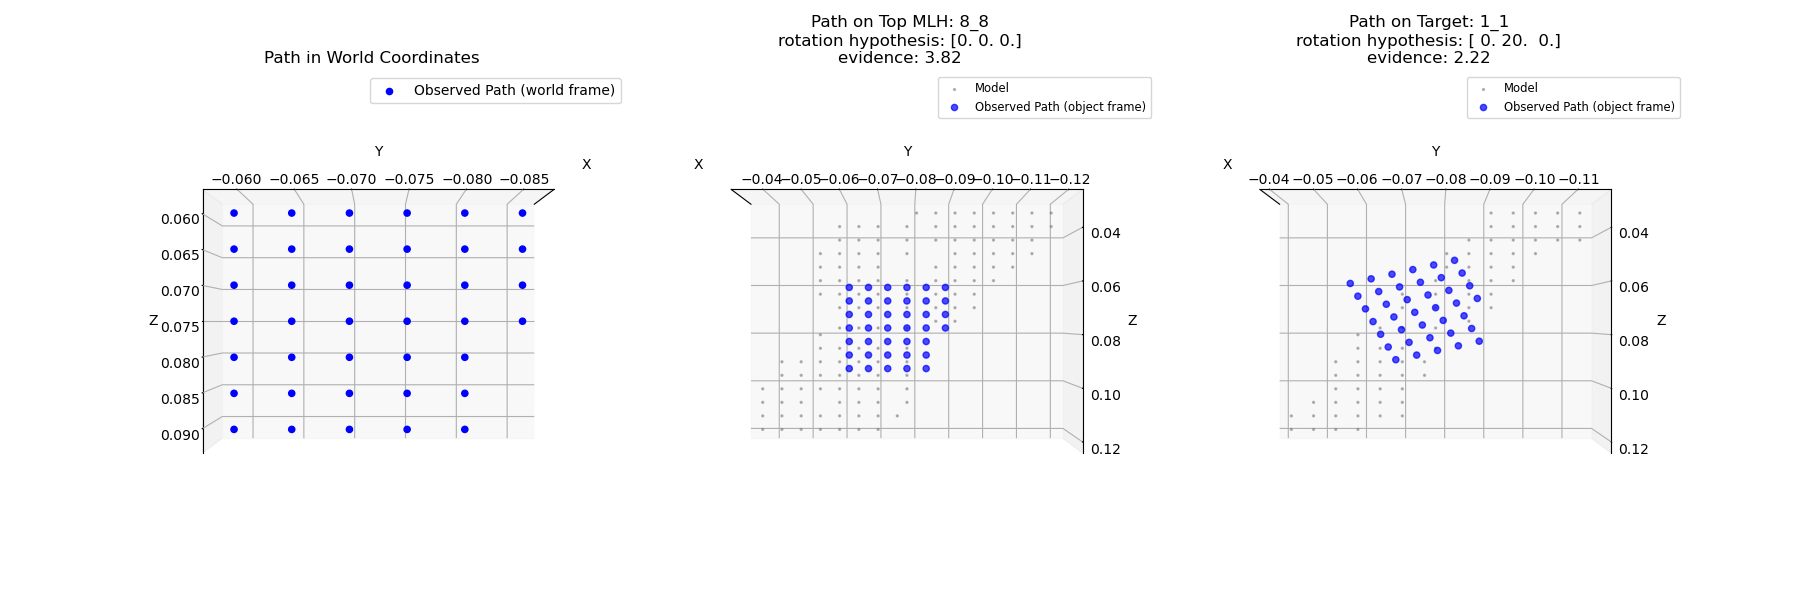 Path in World Coordinates
Observed Path (world frame)
Y
X
−0.060 −0.065 −0.070 −0.075 −0.080 −0.085
0.060
0.065
0.070
Z
0.075
0.080
0.085
0.090
Path on Top MLH: 8_8
rotation hypothesis: [0. 0. 0.]
evidence: 3.82
Model
Observed Path (object frame)
Y
X
−0.04 −0.05 −0.06 −0.07 −0.08 −0.09 −0.10 −0.11 −0.12
0.04
0.06
Z
0.08
0.10
0.12
Path on Target: 1_1
rotation hypothesis: [ 0. 20.  0.]
evidence: 2.22
Model
Observed Path (object frame)
Y
X
−0.04 −0.05 −0.06 −0.07 −0.08 −0.09 −0.10 −0.11
0.04
0.06
Z
0.08
0.10
0.12